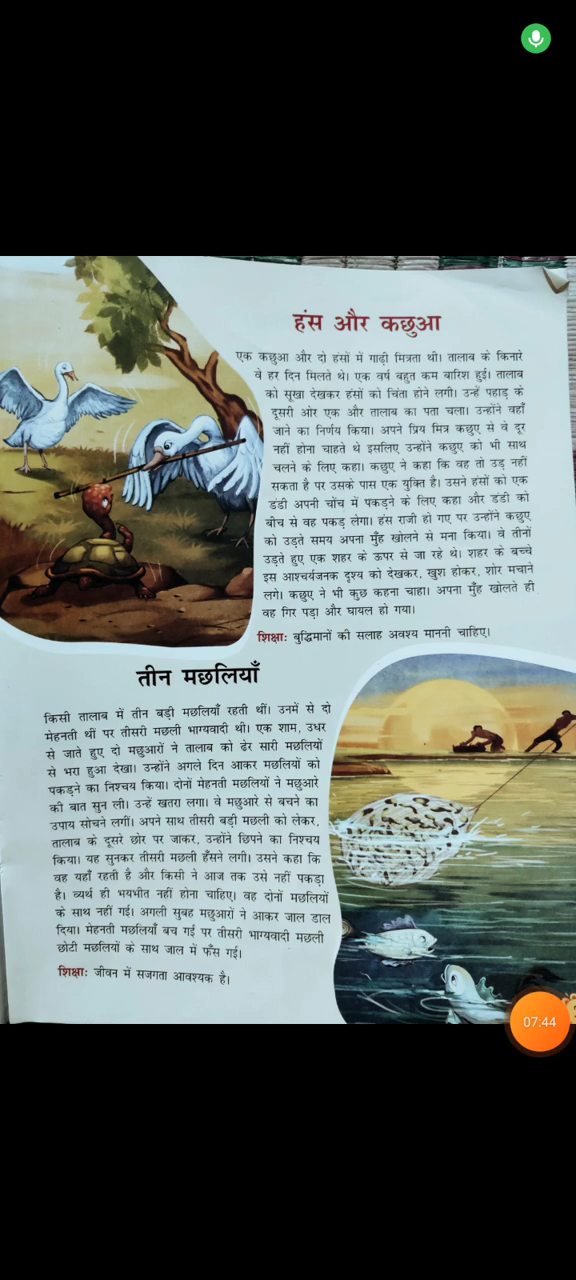 हंस और कछुआ
एक कछुआ और दो हंसों में गाढ़ी मित्रता थी। तालाब के किनारे
वे हर दिन मिलते थे। एक वर्ष बहुत कम बारिश हुई। तालाब
को सूखा देखकर हंसों को चिंता होने लगी। उन्हें पहाड़ के
दूसरी ओर एक और तालाब का पता चला। उन्होंने वहाँ
जाने का निर्णय किया। अपने प्रिय मित्र कछुए से वे दूर
नहीं होना चाहते थे इसलिए उन्होंने कछुए को भी साथ
चलने के लिए कहा। कछुए ने कहा कि वह तो उड़ नहीं
सकता है पर उसके पास एक युक्ति है। उसने हंसों को एक
डंडी अपनी चोंच में पकड़ने के लिए कहा और डंडी को
बीच से वह पकड़ लेगा। हंस राजी हो गए पर उन्होंने कछुए
को उड़ते समय अपना मुँह खोलने से मना किया। वे तीनों
उड़ते हुए एक शहर के ऊपर से जा रहे थे। शहर के बच्चे
इस आश्चर्यजनक दृश्य को देखकर, खुश होकर, शोर मचाने
लगे। कछुए ने भी कुछ कहना चाहा। अपना मुँह खोलते ही
वह गिर पड़ा और घायल हो गया।
शिक्षाः बुद्धिमानों की सलाह अवश्य माननी चाहिए।
तीन मछलियाँ
किसी तालाब में तीन बड़ी मछलियाँ रहती थीं। उनमें से दो
मेहनती थीं पर तीसरी मछली भाग्यवादी थी। एक शाम, उधर
से जाते हुए दो मछुआरों ने तालाब को ढेर सारी मछलियों
से भरा हुआ देखा। उन्होंने अगले दिन आकर मछलियों को
पकड़ने का निश्चय किया। दोनों मेहनती मछलियों ने मछुआरे
की बात सुन ली। उन्हें खतरा लगा। वे मछुआरे से बचने का
उपाय सोचने लगीं। अपने साथ तीसरी बड़ी मछली को लेकर,
तालाब के दूसरे छोर पर जाकर, उन्होंने छिपने का निश्चय
किया। यह सुनकर तीसरी मछली हँसने लगी। उसने कहा कि
वह यहाँ रहती है और किसी ने आज तक उसे नहीं पकड़ा
है। व्यर्थ ही भयभीत नहीं होना चाहिए। वह दोनों मछलियों
के साथ नहीं गई। अगली सुबह मछुआरों ने आकर जाल डाल
दिया। मेहनती मछलियाँ बच गईं पर तीसरी भाग्यवादी मछली
छोटी मछलियों के साथ जाल में फँस गई।
शिक्षाः जीवन में सजगता आवश्यक है।
07:44